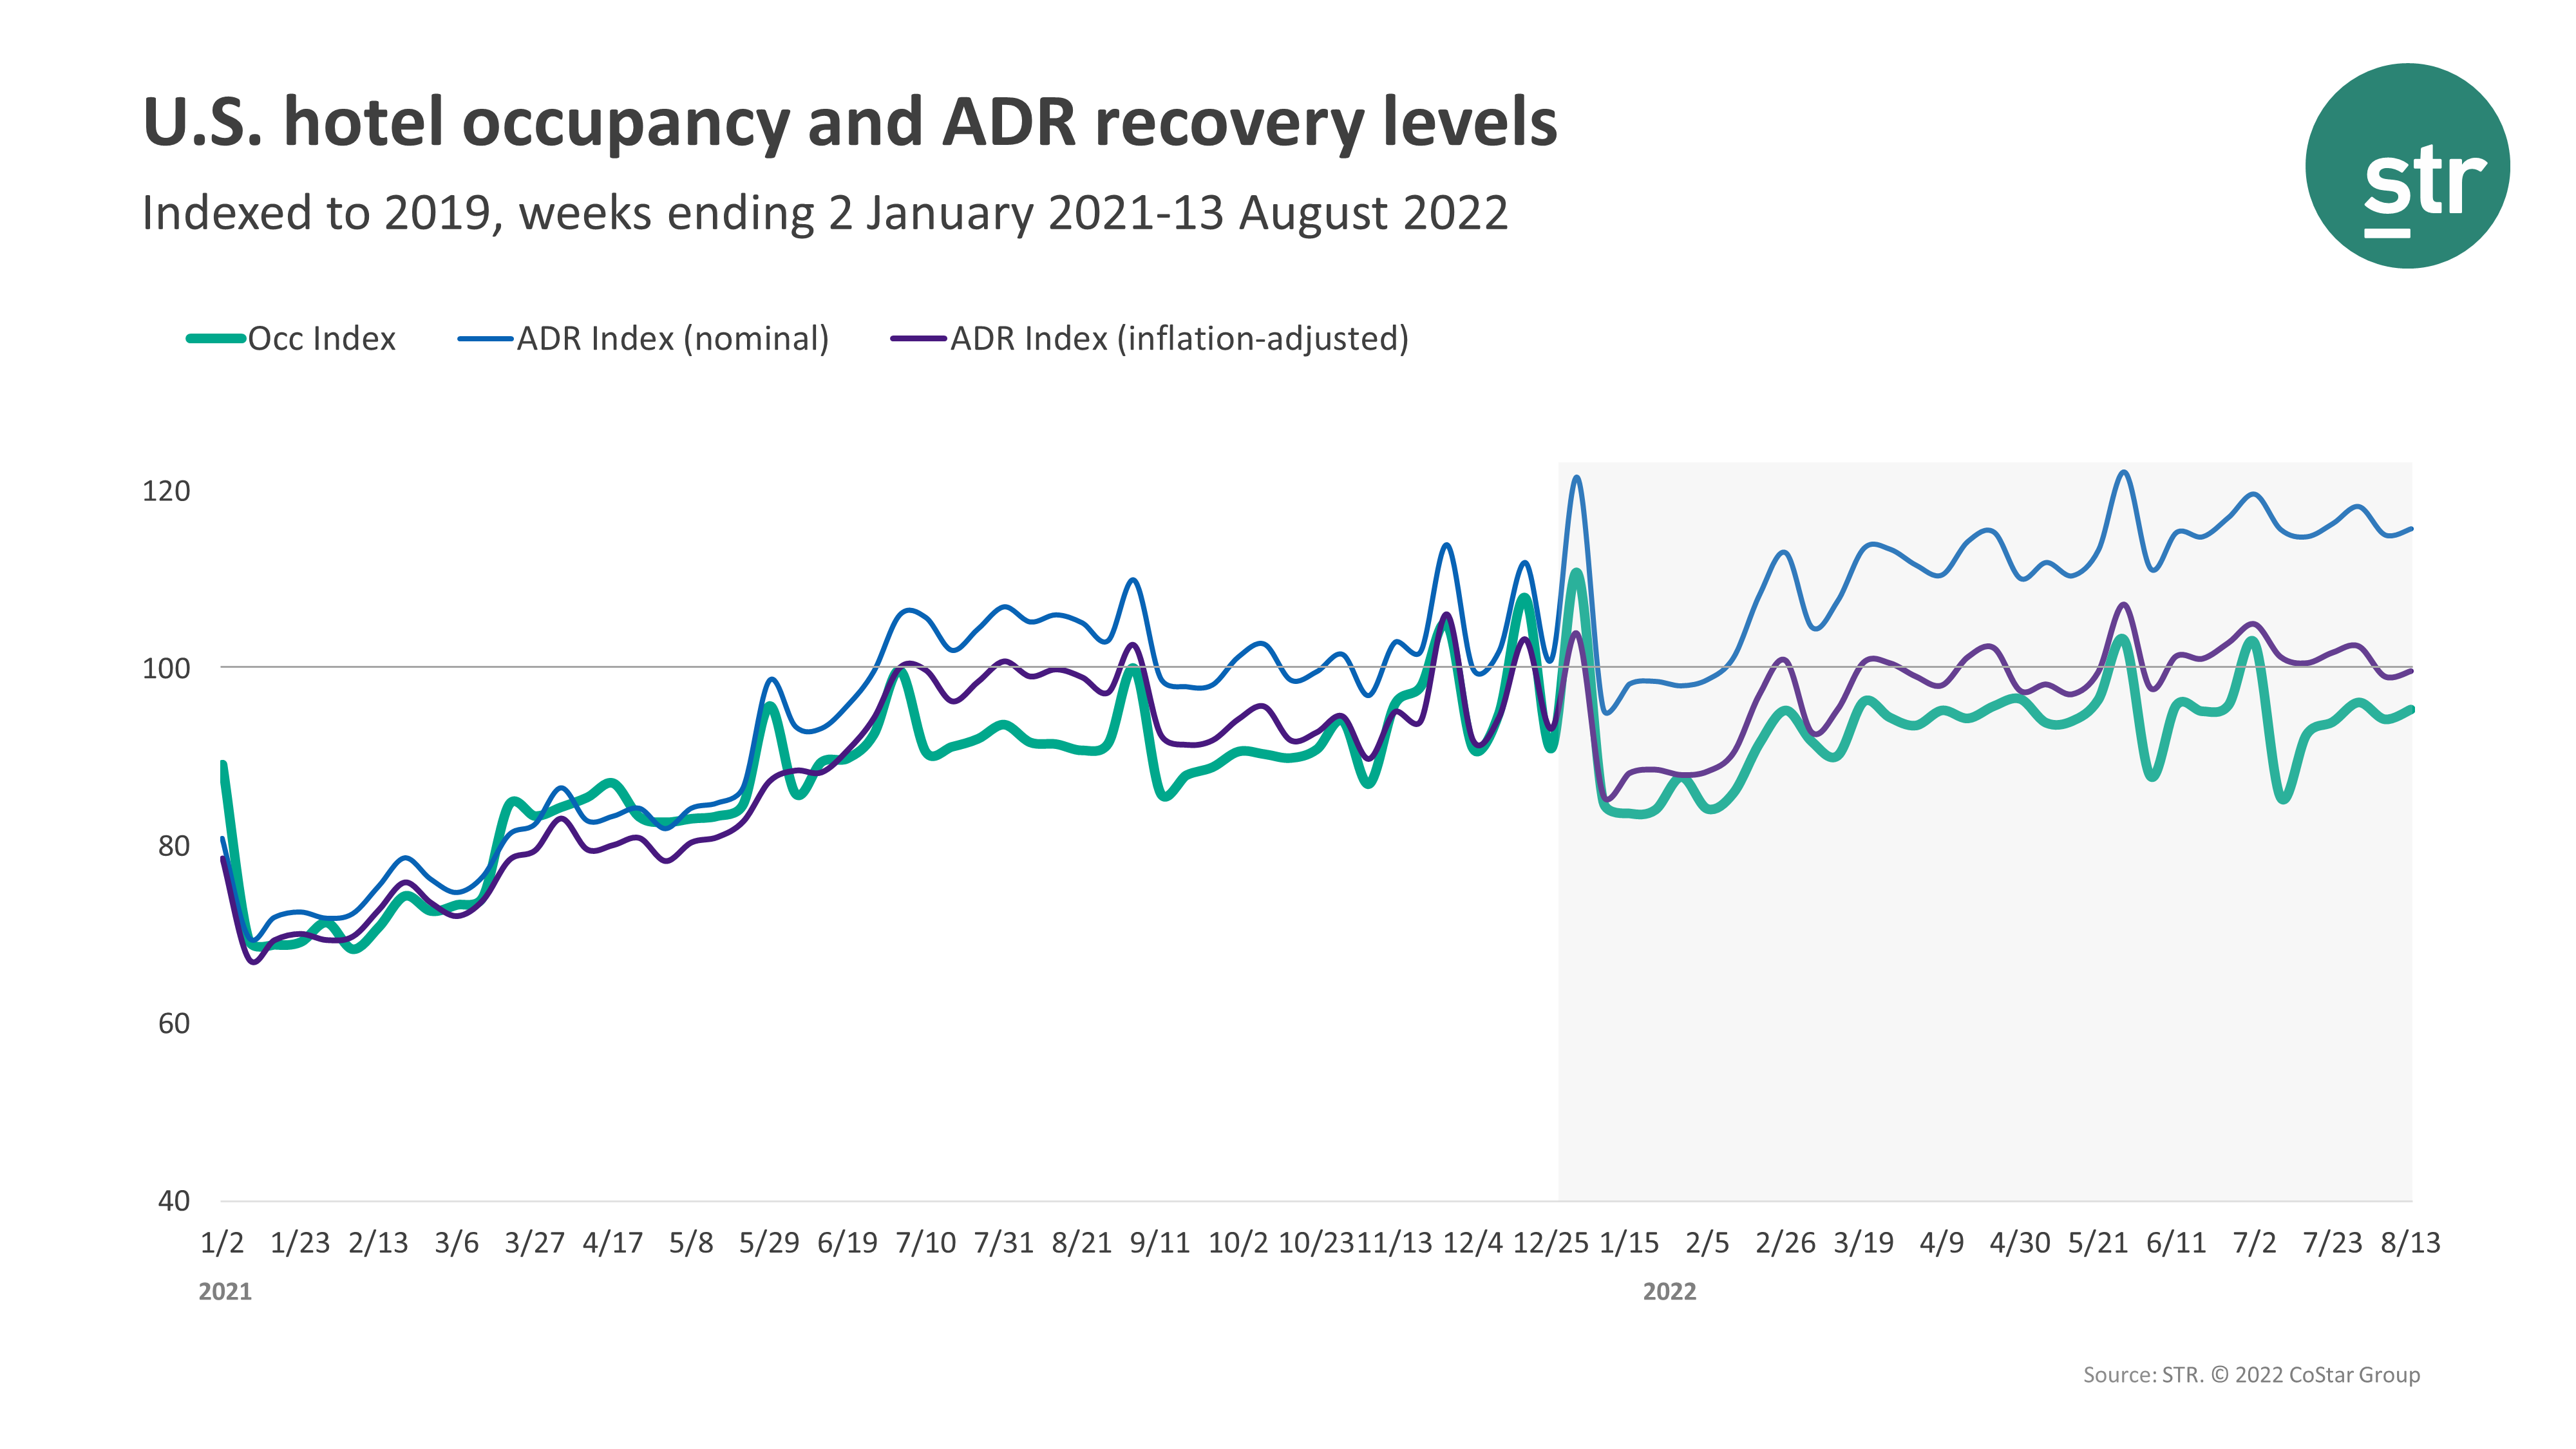 U.S. hotel occupancy and ADR recovery levels
Indexed to 2019, weeks ending 2 January 2021-13 August 2022
str
Occ Index ADR Index (nominal) ADR Index (inflation-adjusted)
120
100
80
60
40
1/2 1/23 2/13 3/6 3/27 4/17 5/8 5/29 6/19 7/10 7/31 8/21 9/11 10/2 10/23 11/13 12/4 12/25 1/15 2/5 2/26 3/19 4/9 4/30 5/21 6/11 7/2 7/23 8/13
2021 2022
Source: STR. © 2022 CoStar Group